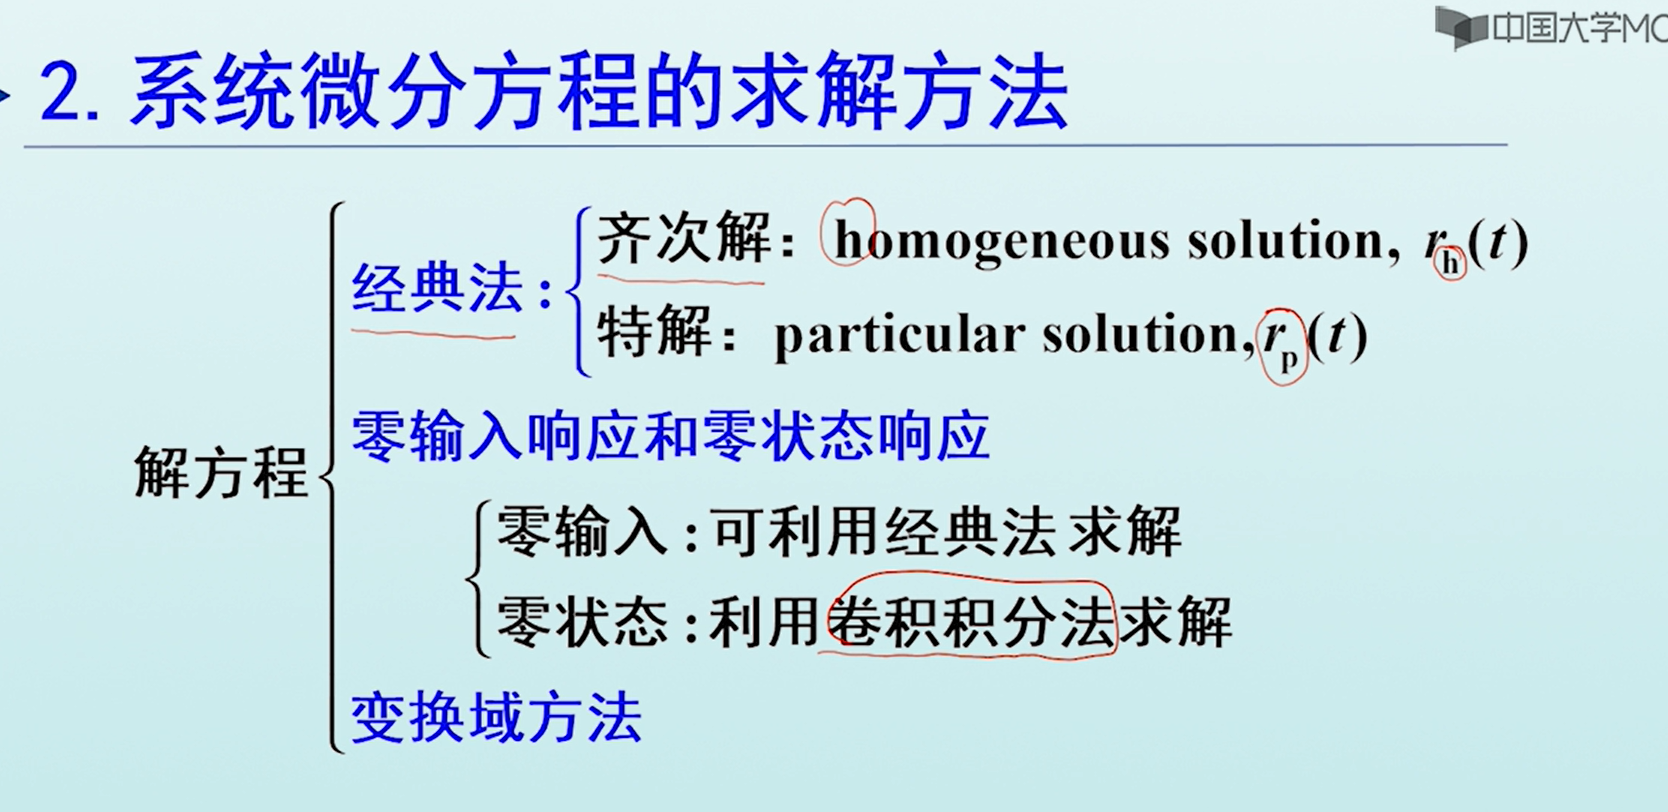 中国大学MO
2. 系统微分方程的求解方法
齐次解：homogeneous solution, rh(t)
经典法：
特解：particular solution, rp(t)
零输入响应和零状态响应
解方程
零输入：可利用经典法 求解
零状态：利用卷积积分法求解
变换域方法